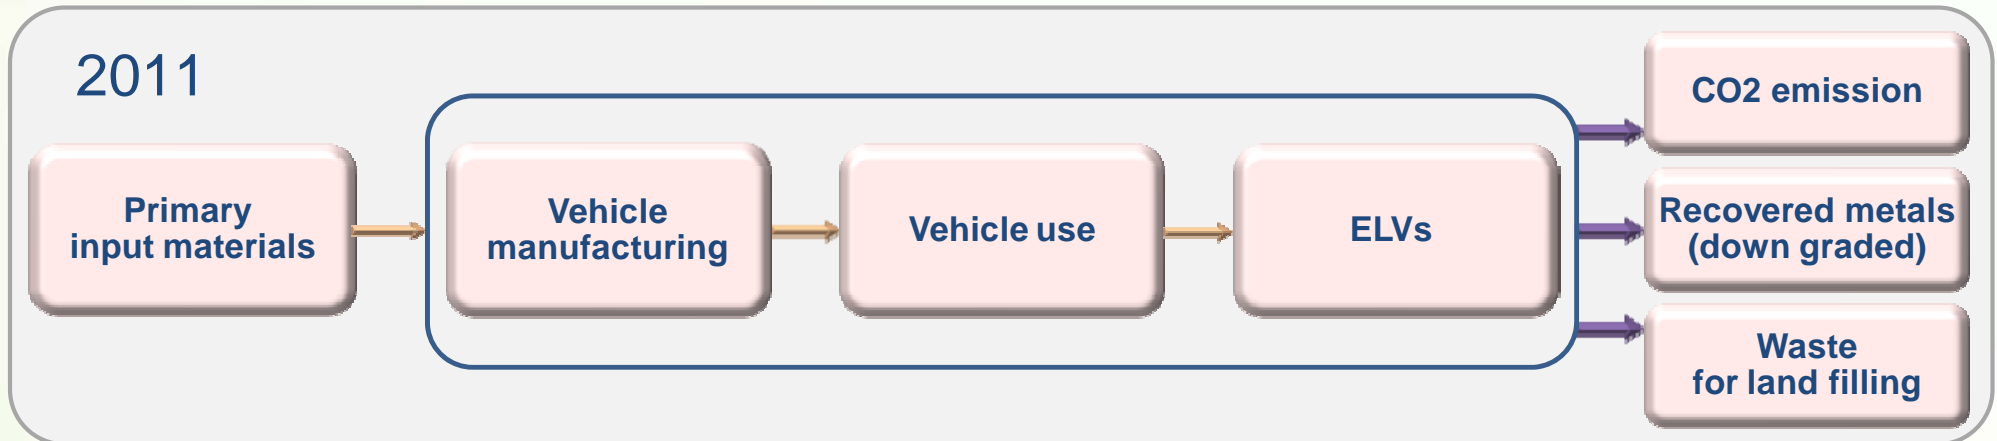 2011
Primary
input materials
Vehicle
manufacturing
Vehicle use
ELVs
CO2 emission
Recovered metals
(down graded)
Waste
for land filling